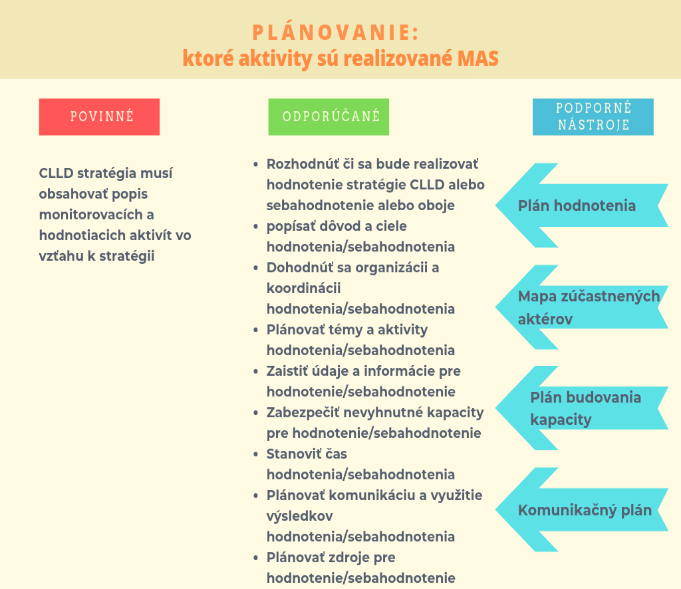 PLÁNOVANIE:
ktoré aktivity sú realizované MAS
POVINNÉ
CLLD stratégia musí
obsahovať popis
monitorovacích a
hodnotiacich aktivít vo
vzťahu k stratégii
ODPORÚČANÉ
• Rozhodnúť či sa bude realizovať
hodnotenie stratégie CLLD alebo
sebahodnotenie alebo oboje
• popísať dôvod a ciele
hodnotenia/sebahodnotenia
• Dohodnúť sa organizácii a
koordinácii
hodnotenia/sebahodnotenia
• Plánovať témy a aktivity
hodnotenia/sebahodnotenia
• Zaistiť údaje a informácie pre
hodnotenie/sebahodnotenie
• Zabezpečiť nevyhnutné kapacity
pre hodnotenie/sebahodnotenie
• Stanoviť čas
hodnotenia/sebahodnotenia
• Plánovať komunikáciu a využitie
výsledkov
hodnotenia/sebahodnotenia
• Plánovať zdroje pre
hodnotenie/sebahodnotenie
PODPORNÉ
NÁSTROJE
Plán hodnotenia
Mapa zúčastnených
aktérov
Plán budovania
kapacity
Komunikačný plán